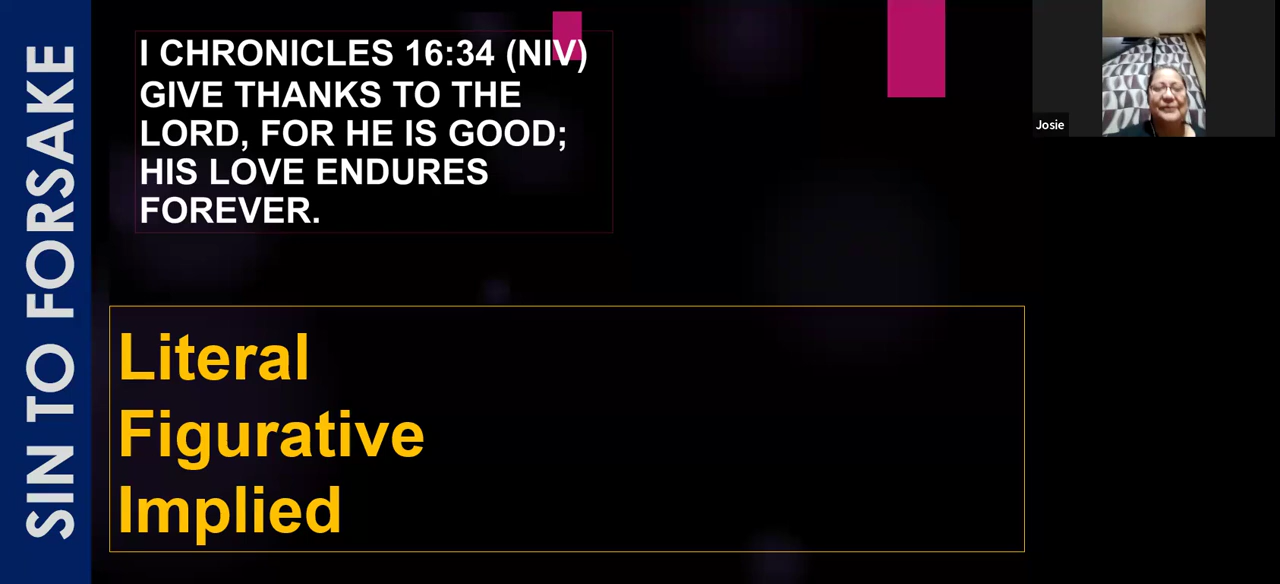 SIN TO FORSAKE
I CHRONICLES 16:34 (NIV)
GIVE THANKS TO THE
LORD, FOR HE IS GOOD;
HIS LOVE ENDURES
FOREVER.
Literal
Figurative
Implied
Josie